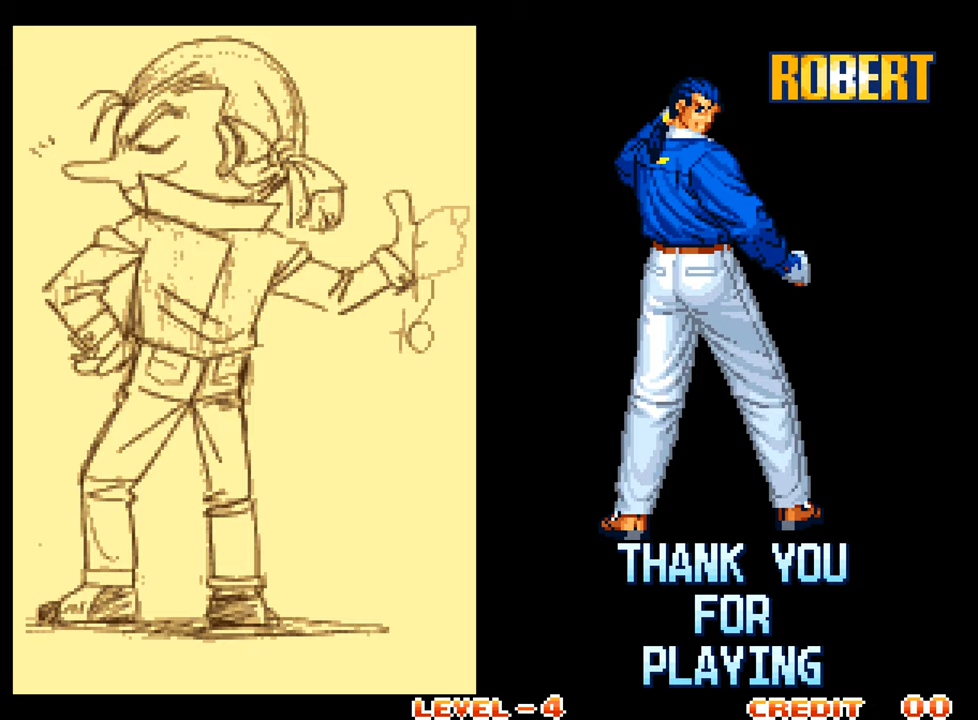 ROBERT
THANK YOU
FOR
PLAYING
LEVEL-4
CREDIT 00